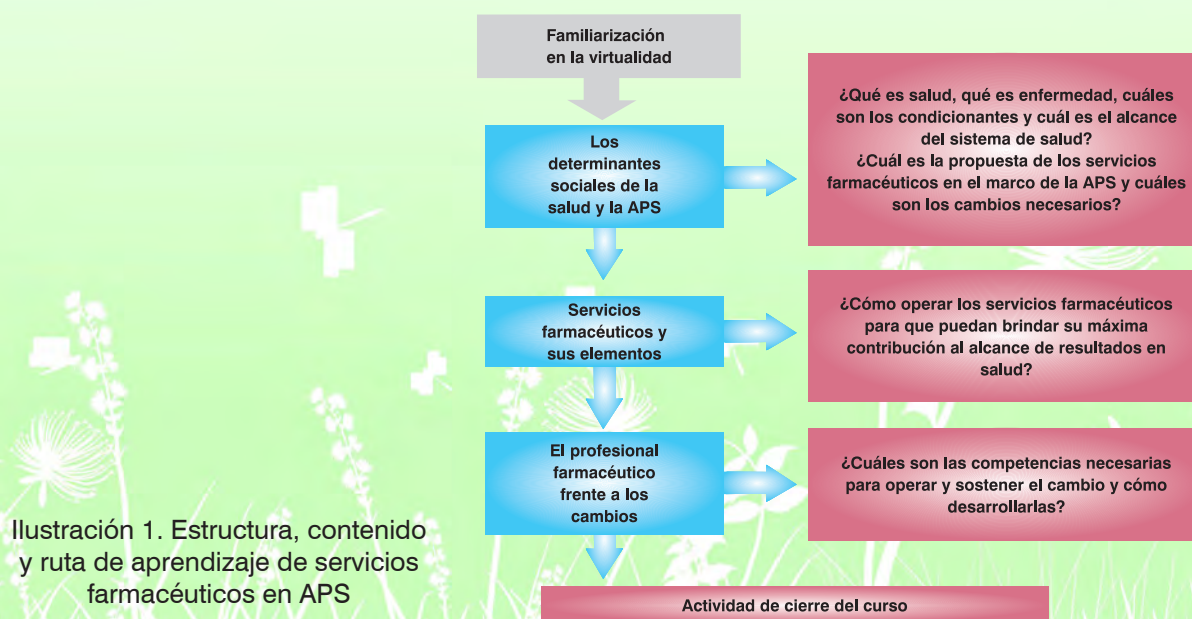 Familiarización
en la virtualidad
Los
determinantes
sociales de la
salud y la APS
¿Qué es salud, qué es enfermedad, cuáles
son los condicionantes y cuál es el alcance
del sistema de salud?
¿Cuál es la propuesta de los servicios
farmacéuticos en el marco de la APS y cuáles
son los cambios necesarios?
Servicios
farmacéuticos y
sus elementos
¿Cómo operar los servicios farmacéuticos
para que puedan brindar su máxima
contribución al alcance de resultados en
salud?
El profesional
farmacéutico
frente a los
cambios
¿Cuáles son las competencias necesarias
para operar y sostener el cambio y cómo
desarrollarlas?
Ilustración 1. Estructura, contenido
y ruta de aprendizaje de servicios
farmacéuticos en APS
Actividad de cierre del curso